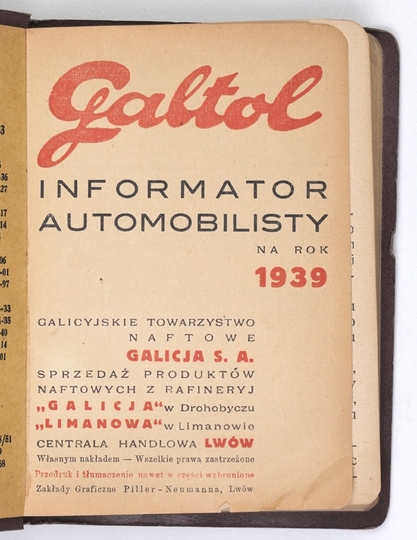 Galtol
INFORMATOR
AUTOMOBILISTY
NA ROK
1939
GALICYJSKIE TOWARZYSTWO
NAFTOWE
GALICJA S. A.
SPRZEDAŻ PRODUKTÓW
NAFTOWYCH Z RAFINERYJ
„GALICJA“ w Drohobyczu
„LIMANOWA“ w Limanowie
CENTRALA HANDLOWA LWÓW
Własnym nakładem — Wszelkie prawa zastrzeżone
Przedruk i tłumaczenie nawet w części wzbronione
Zakłady Graficzne Piller-Neumanna, Lwów